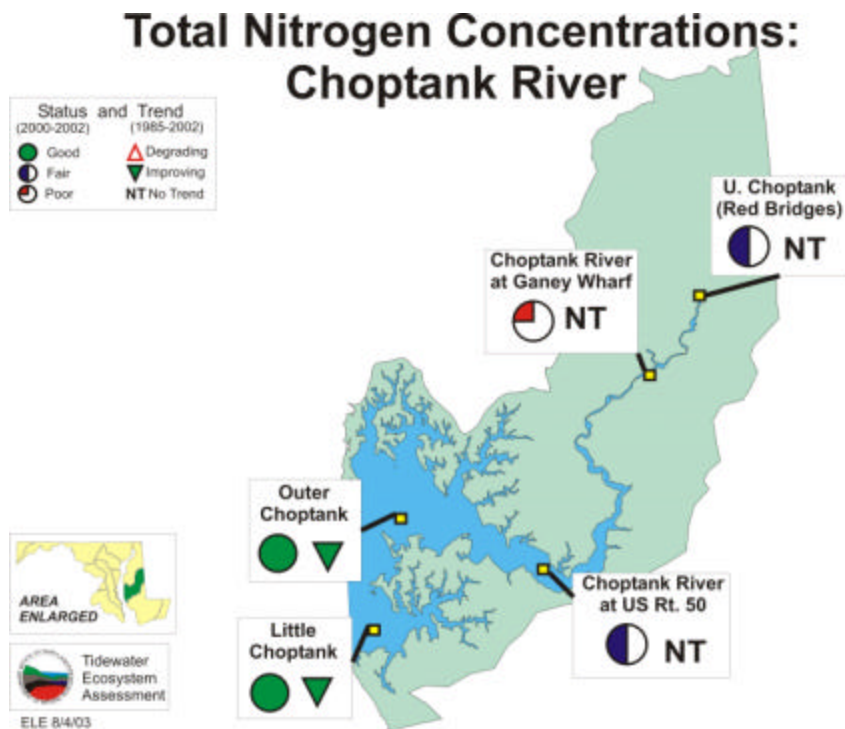 Total Nitrogen Concentrations:
Choptank River
Status and Trend
(2000-2002) (1985-2002)
Good Degrading
Fair Improving
Poor NT No Trend
U. Choptank
(Red Bridges)
NT
Choptank River
at Ganey Wharf
NT
Outer
Choptank
Choptank River
at US Rt. 50
NT
Little
Choptank
AREA
ENLARGED
Tidewater
Ecosystem
Assessment
ELE 8/4/03